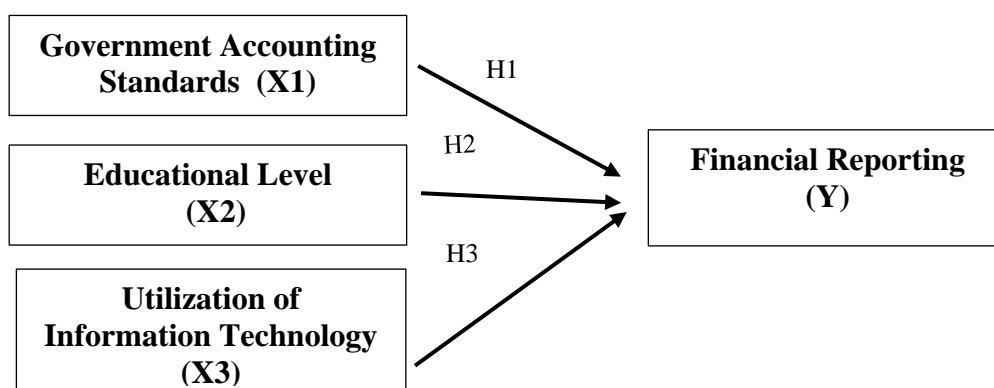 Government Accounting
Standards (X1)
H1
H2
Educational Level
(X2)
Financial Reporting
(Y)
H3
Utilization of
Information Technology
(X3)